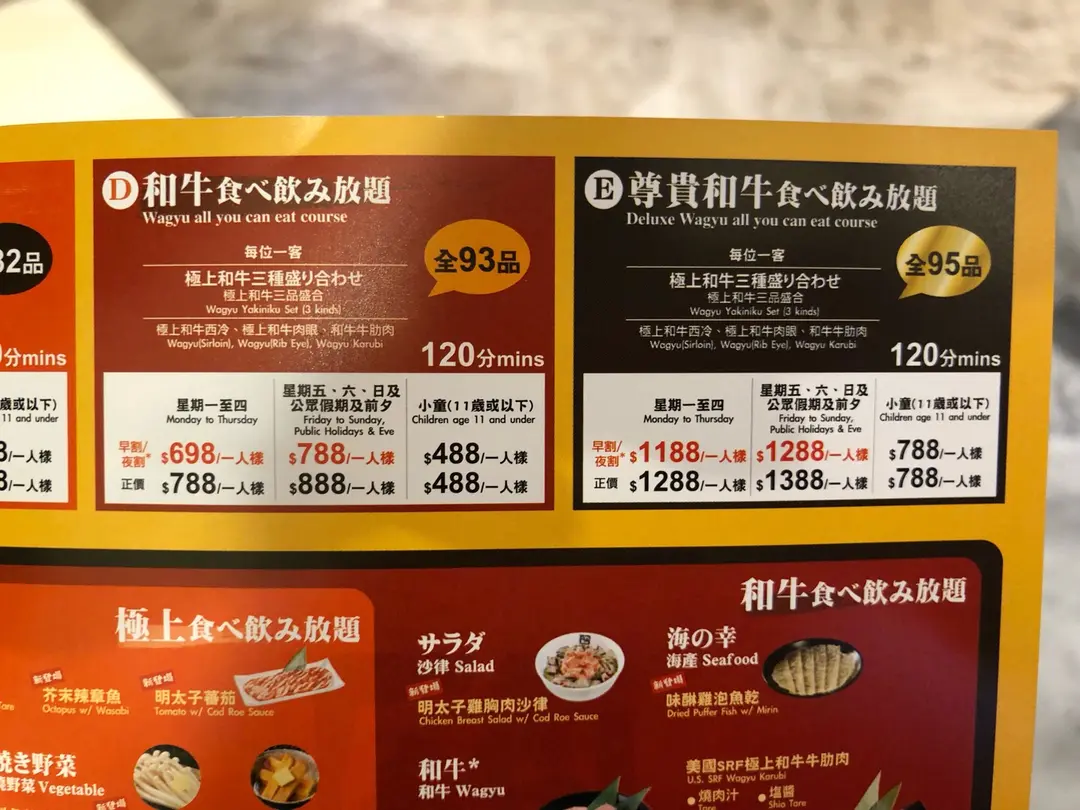 32品
分mins
歲或以下)
11 and under
/一人樣
/一人樣
D 和牛食べ飲み放題
Wagyu all you can eat course
每位一客
全93品
極上和牛三種盛り合わせ
極上和牛三品盛合
Wagyu Yakiniku Set (3 kinds)
極上和牛西冷、極上和牛肉眼、和牛牛肋肉
Wagyu(Sirloin), Wagyu(Rib Eye), Wagyu Karubi
120分mins
星期一至四
Monday to Thursday
星期五、六、日及
公眾假期及前夕
Friday to Sunday,
Public Holidays & Eve
小童(11歲或以下)
Children age 11 and under
早割/
夜割* $698/一人樣 $788/一人樣 $488/一人樣
正價 $788/一人樣 $888/一人樣 $488/一人樣
E 尊貴和牛食べ飲み放題
Deluxe Wagyu all you can eat course
每位一客
全95品
極上和牛三種盛り合わせ
極上和牛三品盛合
Wagyu Yakiniku Set (3 kinds)
極上和牛西冷、極上和牛肉眼、和牛牛肋肉
Wagyu(Sirloin), Wagyu(Rib Eye), Wagyu Karubi
120分mins
星期一至四
Monday to Thursday
星期五、六、日及
公眾假期及前夕
Friday to Sunday,
Public Holidays & Eve
小童(11歲或以下)
Children age 11 and under
早割/
夜割* $1188/一人樣 $1288/一人樣 $788/一人樣
正價 $1288/一人樣 $1388/一人樣 $788/一人樣
極上食べ飲み放題
新登場
芥末辣章魚
Octopus w/ Wasabi
新登場
明太子蕃茄
Tomato w/ Cod Roe Sauce
焼き野菜
燒野菜 Vegetable
新登場
和牛食べ飲み放題
サラダ
沙律 Salad
新登場
明太子雞胸肉沙律
Chicken Breast Salad w/ Cod Roe Sauce
海の幸
海產 Seafood
新登場
味醂雞泡魚乾
Dried Puffer Fish w/ Mirin
和牛*
和牛 Wagyu
美國SRF極上和牛牛肋肉
U.S. SRF Wagyu Karubi
•燒肉汁 •塩醬
Tare Shio Tare